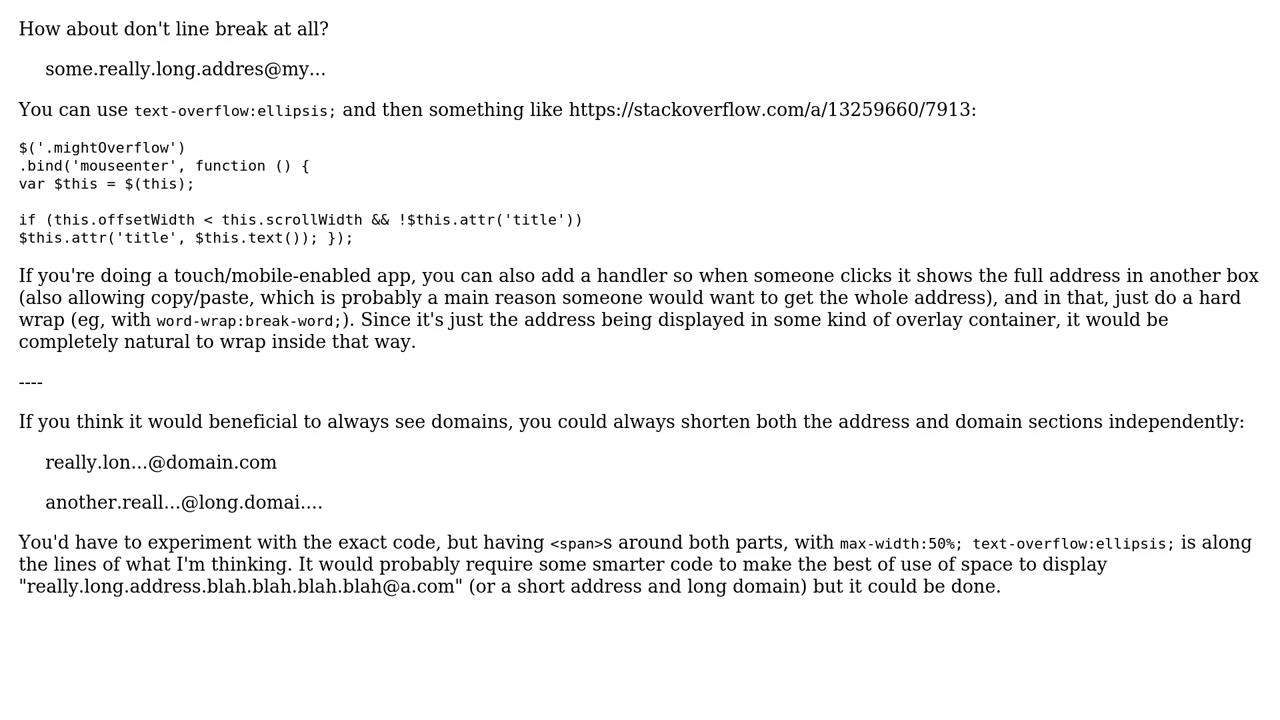 How about don't line break at all?
some.really.long.addres@my...
You can use text-overflow:ellipsis; and then something like https://stackoverflow.com/a/13259660/7913:
$('.mightOverflow')
.bind('mouseenter', function () {
var $this = $(this);
if (this.offsetWidth < this.scrollWidth && !$this.attr('title'))
$this.attr('title', $this.text()); });
If you're doing a touch/mobile-enabled app, you can also add a handler so when someone clicks it shows the full address in another box
(also allowing copy/paste, which is probably a main reason someone would want to get the whole address), and in that, just do a hard
wrap (eg, with word-wrap:break-word;). Since it's just the address being displayed in some kind of overlay container, it would be
completely natural to wrap inside that way.
----
If you think it would beneficial to always see domains, you could always shorten both the address and domain sections independently:
really.lon...@domain.com
another.reall...@long.domai....
You'd have to experiment with the exact code, but having <span>s around both parts, with max-width:50%; text-overflow:ellipsis; is along
the lines of what I'm thinking. It would probably require some smarter code to make the best of use of space to display
"really.long.address.blah.blah.blah.blah@a.com" (or a short address and long domain) but it could be done.